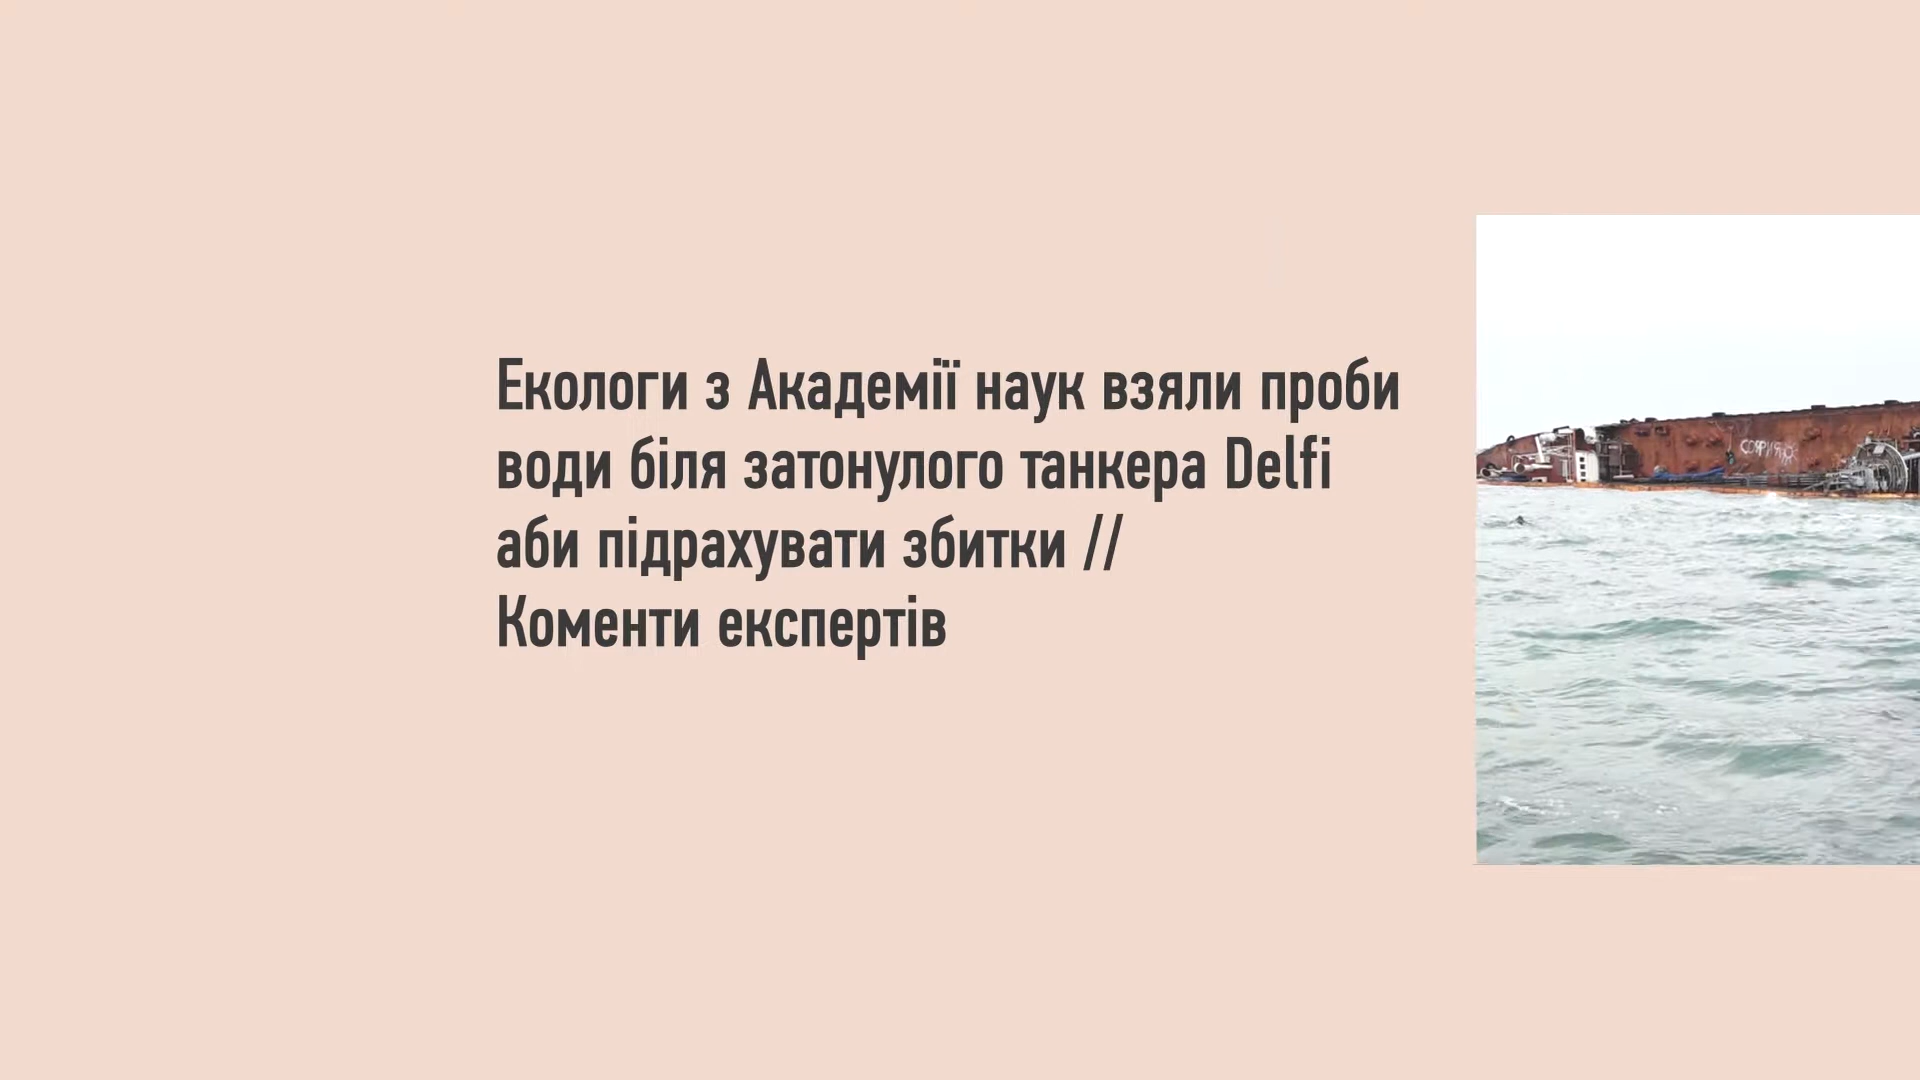 Екологи з Академії наук взяли проби
води біля затонулого танкера Delfi
аби підрахувати збитки //
Коменти експертів